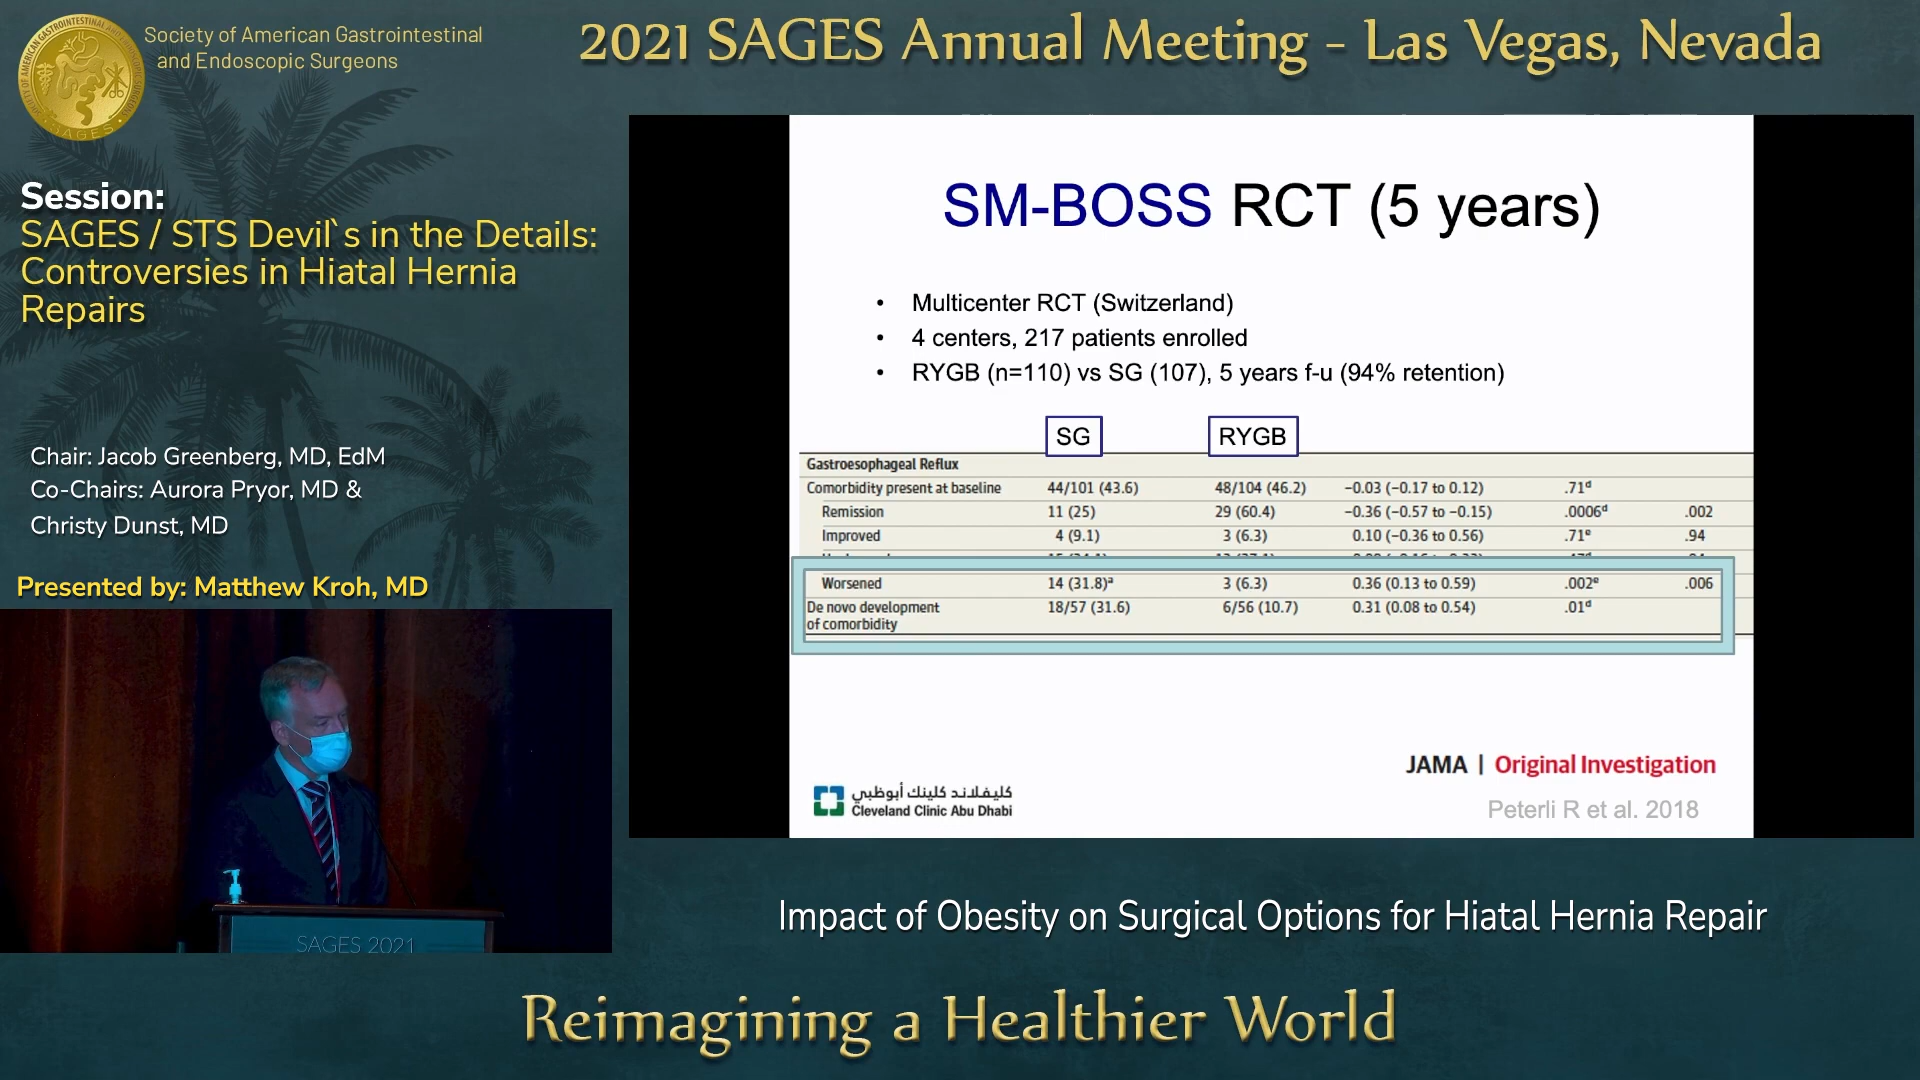 Society of American Gastrointestinal
and Endoscopic Surgeons
SAGES
2021 SAGES Annual Meeting - Las Vegas, Nevada
Session:
SAGES / STS Devil`s in the Details:
Controversies in Hiatal Hernia
Repairs
Chair: Jacob Greenberg, MD, EdM
Co-Chairs: Aurora Pryor, MD &
Christy Dunst, MD
Presented by: Matthew Kroh, MD
SAGES 2021
SM-BOSS RCT (5 years)
• Multicenter RCT (Switzerland)
• 4 centers, 217 patients enrolled
• RYGB (n=110) vs SG (107), 5 years f-u (94% retention)
SG RYGB
Gastroesophageal Reflux
Comorbidity present at baseline 44/101 (43.6) 48/104 (46.2) −0.03 (−0.17 to 0.12) .71ᵈ
Remission 11 (25) 29 (60.4) −0.36 (−0.57 to −0.15) .0006ᵈ .002
Improved 4 (9.1) 3 (6.3) 0.10 (−0.36 to 0.56) .71ᵉ .94
Worsened 14 (31.8)ᵃ 3 (6.3) 0.36 (0.13 to 0.59) .002ᵉ .006
De novo development 18/57 (31.6) 6/56 (10.7) 0.31 (0.08 to 0.54) .01ᵈ
of comorbidity
JAMA | Original Investigation
Peterli R et al. 2018
كليفلاند كلينك أبوظبي
Cleveland Clinic Abu Dhabi
Impact of Obesity on Surgical Options for Hiatal Hernia Repair
Reimagining a Healthier World